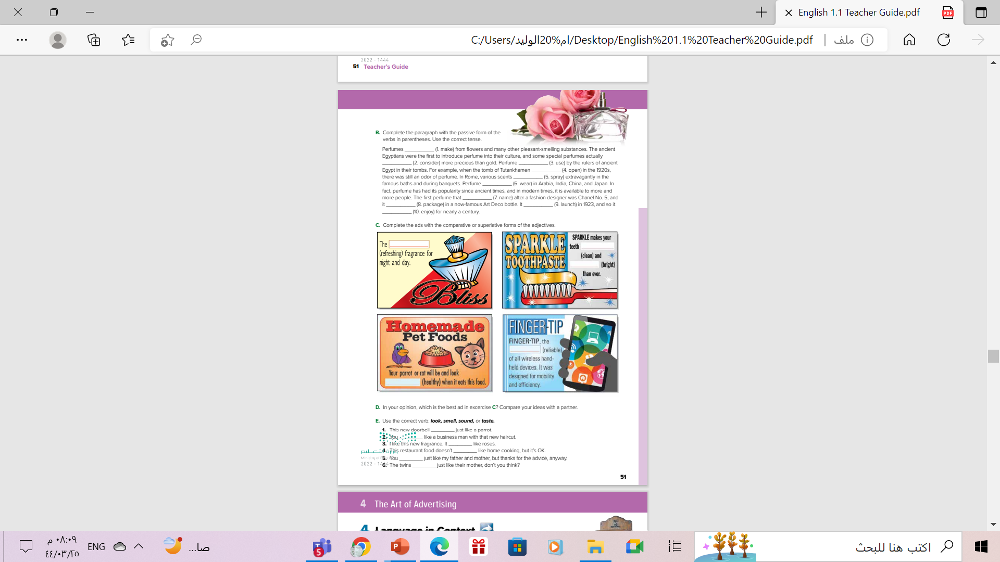 English 1.1 Teacher Guide.pdf
C:/Users/ام%20الوليد/Desktop/English%201.1%20Teacher%20Guide.pdf
ملف
2022 - 1444
51 Teacher's Guide
B. Complete the paragraph with the passive form of the
verbs in parentheses. Use the correct tense.
Perfumes __________ (1. make) from flowers and many other pleasant-smelling substances. The ancient
Egyptians were the first to introduce perfume into their culture, and some special perfumes actually
__________ (2. consider) more precious than gold. Perfume __________ (3. use) by the rulers of ancient
Egypt in their tombs. For example, when the tomb of Tutankhamen __________ (4. open) in the 1920s,
there was still an odor of perfume. In Rome, various scents __________ (5. spray) extravagantly in the
famous baths and during banquets. Perfume __________ (6. wear) in Arabia, India, China, and Japan. In
fact, perfume has had its popularity since ancient times, and in modern times, it is available to more and
more people. The first perfume that __________ (7. name) after a fashion designer was Chanel No. 5, and
it __________ (8. package) in a now-famous Art Deco bottle. It __________ (9. launch) in 1923, and so it
__________ (10. enjoy) for nearly a century.
C. Complete the ads with the comparative or superlative forms of the adjectives.
The
(refreshing) fragrance for
night and day.
Bliss
SPARKLE
TOOTHPASTE
SPARKLE makes your
teeth
(clean) and
(bright)
than ever.
Homemade
Pet Foods
Your parrot or cat will be and look
(healthy) when it eats this food.
FINGER-TIP
FINGER-TIP, the
(reliable)
of all wireless hand-
held devices. It was
designed for mobility
and efficiency.
D. In your opinion, which is the best ad in excercise C? Compare your ideas with a partner.
E. Use the correct verb: look, smell, sound, or taste.
1. This new doorbell ________ just like a parrot.
2. You ________ like a business man with that new haircut.
3. I like this new fragrance. It ________ like roses.
4. This restaurant food doesn't ________ like home cooking, but it's OK.
5. You ________ just like my father and mother, but thanks for the advice, anyway.
6. The twins ________ just like their mother, don't you think?
2022 - 1444
51
4 The Art of Advertising
4 Language in Context
٠٨:٠٩ م
٤٤/٠٣/٢٥
ENG
صا...
اكتب هنا للبحث